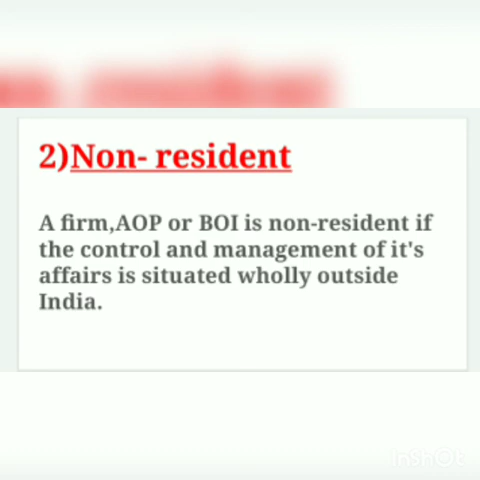 2)Non- resident
A firm,AOP or BOI is non-resident if
the control and management of it's
affairs is situated wholly outside
India.
InShOt